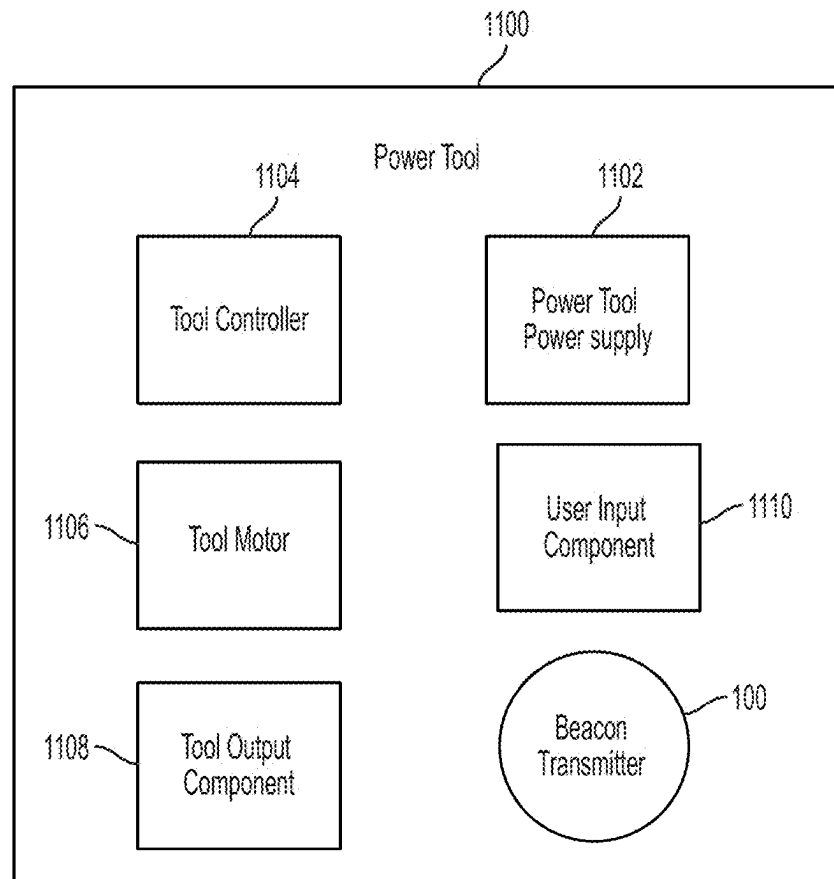 1100
Power Tool
1104
1102
Tool Controller
Power Tool
Power supply
1106
Tool Motor
User Input
Component
1110
1108
Tool Output
Component
Beacon
Transmitter
100